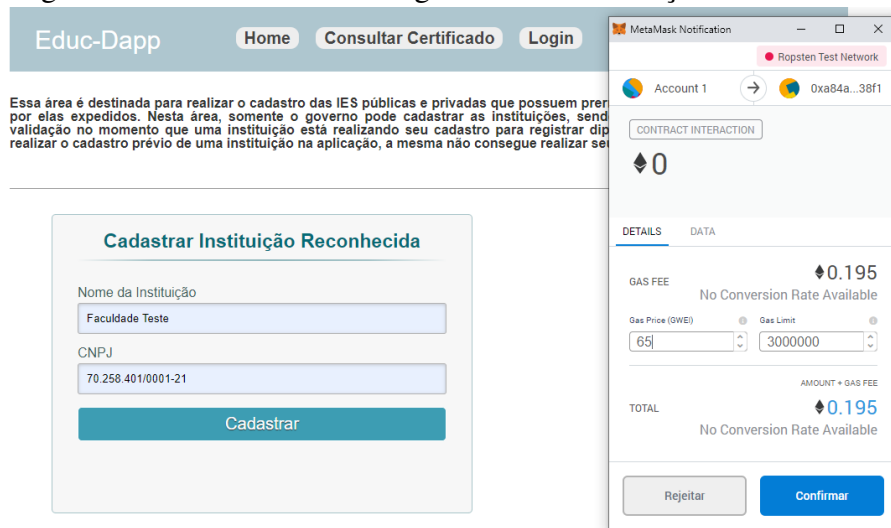 Educ-Dapp
Home Consultar Certificado Login
Essa área é destinada para realizar o cadastro das IES públicas e privadas que possuem
por elas expedidos. Nesta área, somente o governo pode cadastrar as instituições,
validação no momento que uma instituição está realizando seu cadastro para registrar
realizar o cadastro prévio de uma instituição na aplicação, a mesma não consegue realizar
Cadastrar Instituição Reconhecida
Nome da Instituição
Faculdade Teste
CNPJ
70.258.401/0001-21
Cadastrar
MetaMask Notification
Ropsten Test Network
Account 1
0xa84a...38f1
CONTRACT INTERACTION
0
DETAILS DATA
GAS FEE
0.195
No Conversion Rate Available
Gas Price (GWEI) Gas Limit
65 3000000
AMOUNT + GAS FEE
TOTAL
0.195
No Conversion Rate Available
Rejeitar Confirmar